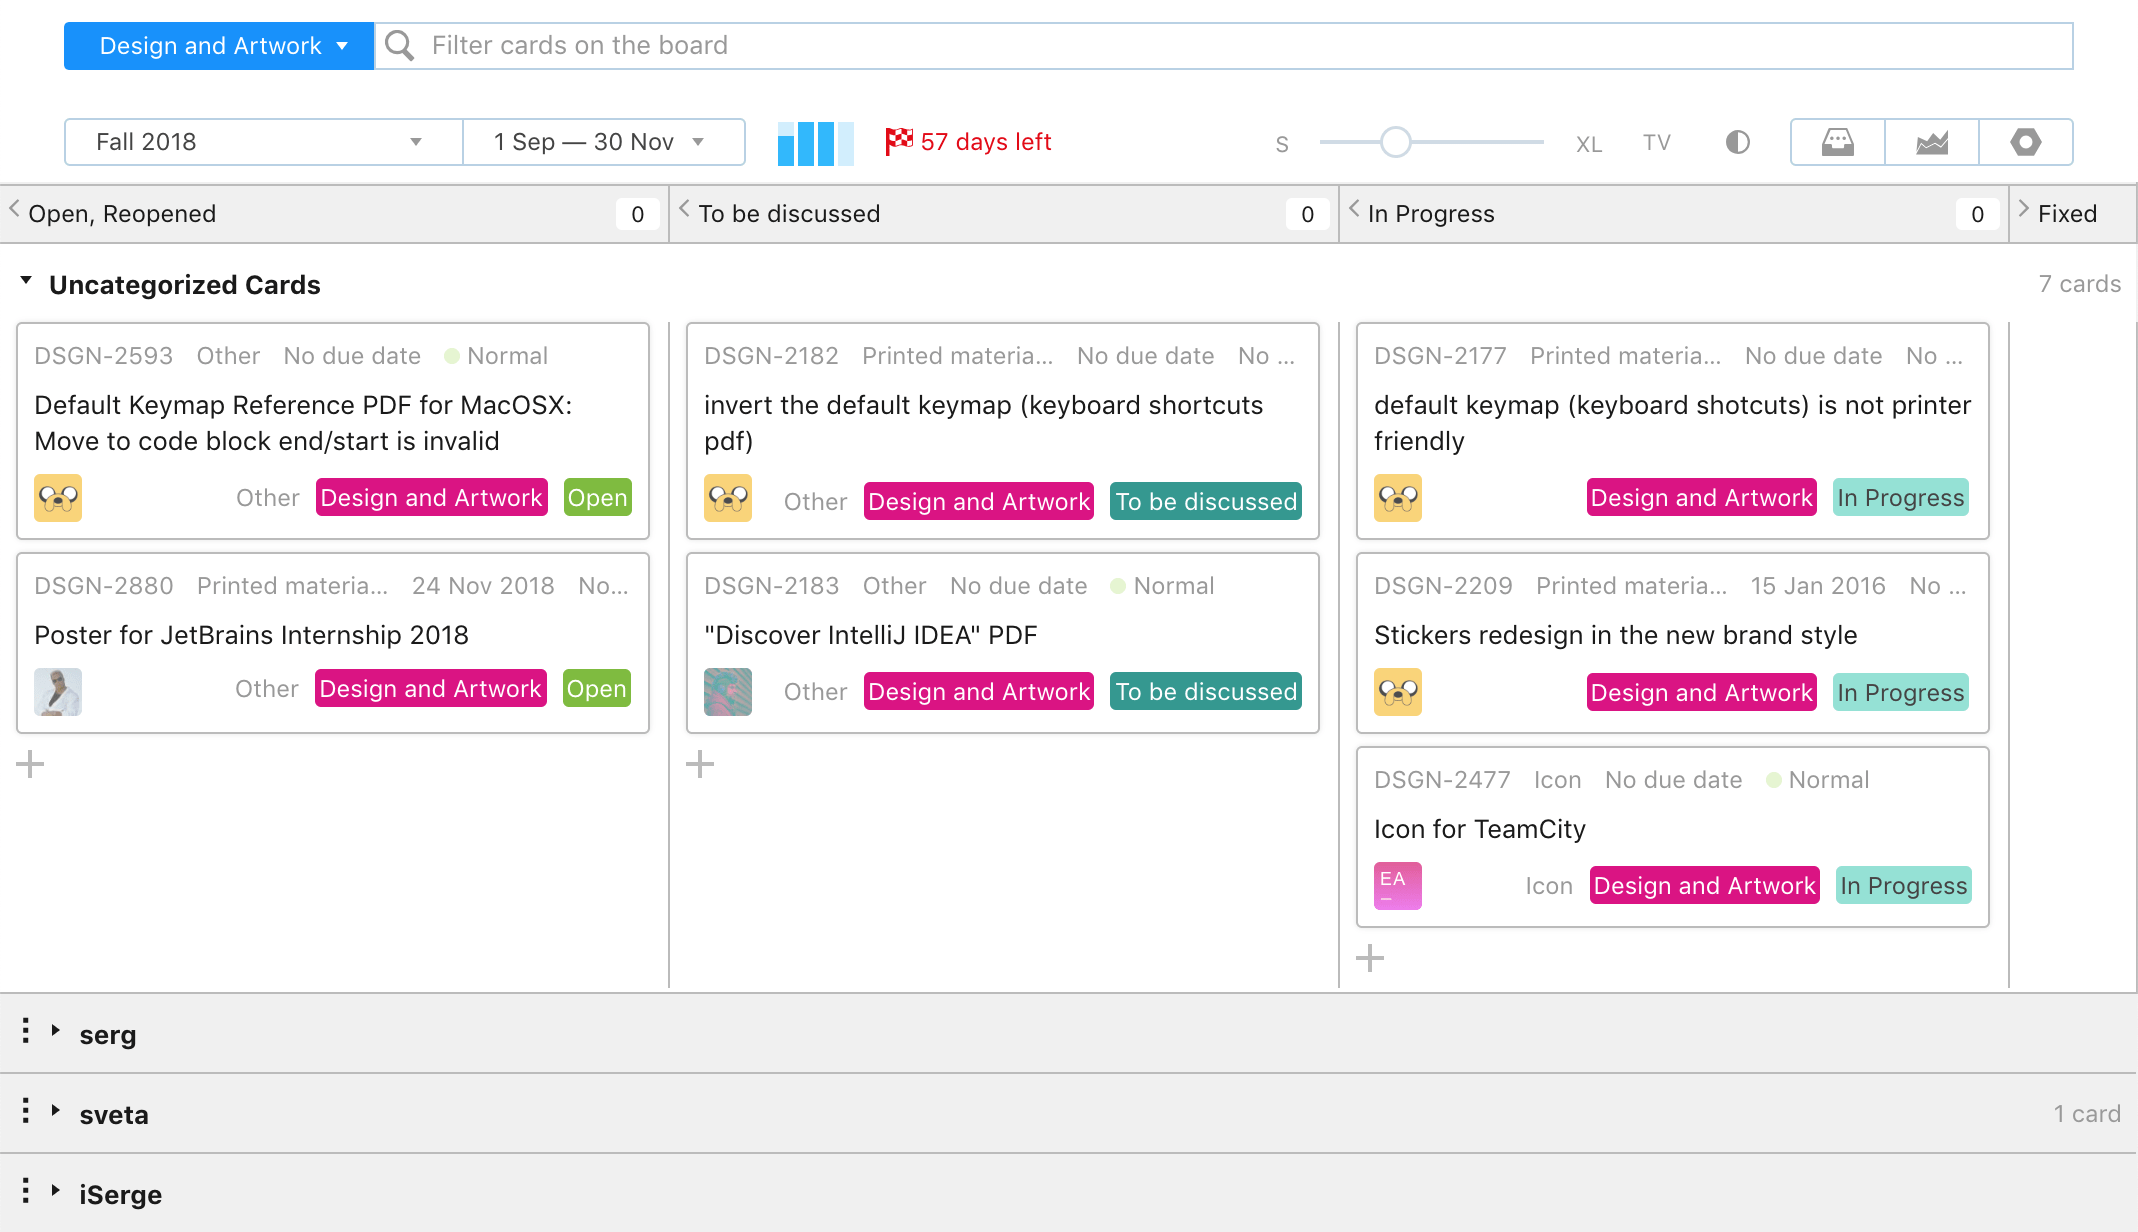 Design and Artwork
Filter cards on the board
Fall 2018
1 Sep — 30 Nov
57 days left
S
XL
TV
Open, Reopened
0
To be discussed
0
In Progress
0
Fixed
Uncategorized Cards
7 cards
DSGN-2593 Other No due date Normal
Default Keymap Reference PDF for MacOSX:
Move to code block end/start is invalid
Other Design and Artwork Open
DSGN-2880 Printed materia... 24 Nov 2018 No...
Poster for JetBrains Internship 2018
Other Design and Artwork Open
DSGN-2182 Printed materia... No due date No ...
invert the default keymap (keyboard shortcuts
pdf)
Other Design and Artwork To be discussed
DSGN-2183 Other No due date Normal
"Discover IntelliJ IDEA" PDF
Other Design and Artwork To be discussed
DSGN-2177 Printed materia... No due date No ...
default keymap (keyboard shotcuts) is not printer
friendly
Design and Artwork In Progress
DSGN-2209 Printed materia... 15 Jan 2016 No ...
Stickers redesign in the new brand style
Design and Artwork In Progress
DSGN-2477 Icon No due date Normal
Icon for TeamCity
EA
Icon Design and Artwork In Progress
serg
sveta
1 card
iSerge